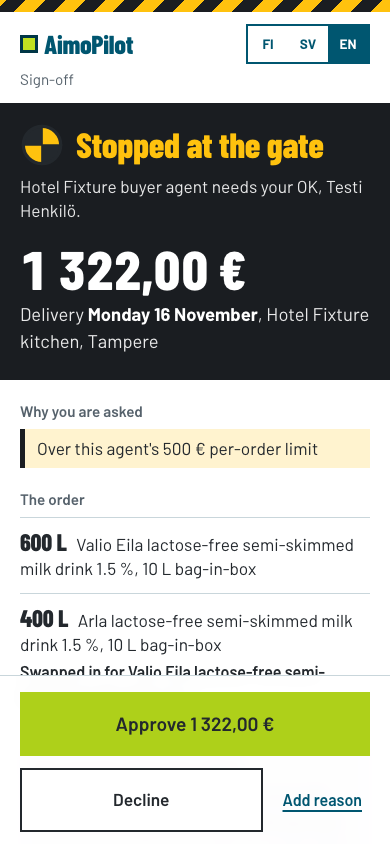 AimoPilot
FI SV EN
Sign-off
Stopped at the gate
Hotel Fixture buyer agent needs your OK, Testi
Henkilö.
1 322,00 €
Delivery Monday 16 November, Hotel Fixture
kitchen, Tampere
Why you are asked
Over this agent's 500 € per-order limit
The order
600 L Valio Eila lactose-free semi-skimmed
milk drink 1.5 %, 10 L bag-in-box
400 L Arla lactose-free semi-skimmed milk
drink 1.5 %, 10 L bag-in-box
Swapped in for Valio Eila lactose-free semi-
Approve 1 322,00 €
Decline
Add reason